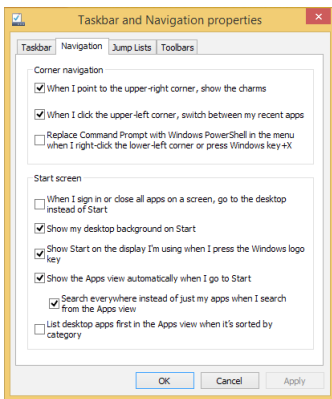 Taskbar and Navigation properties
Taskbar Navigation Jump Lists Toolbars
Corner navigation
When I point to the upper-right corner, show the charms
When I click the upper-left corner, switch between my recent apps
Replace Command Prompt with Windows PowerShell in the menu
when I right-click the lower-left corner or press Windows key+X
Start screen
When I sign in or close all apps on a screen, go to the desktop
instead of Start
Show my desktop background on Start
Show Start on the display I'm using when I press the Windows logo
key
Show the Apps view automatically when I go to Start
Search everywhere instead of just my apps when I search
from the Apps view
List desktop apps first in the Apps view when it's sorted by
category
OK Cancel Apply